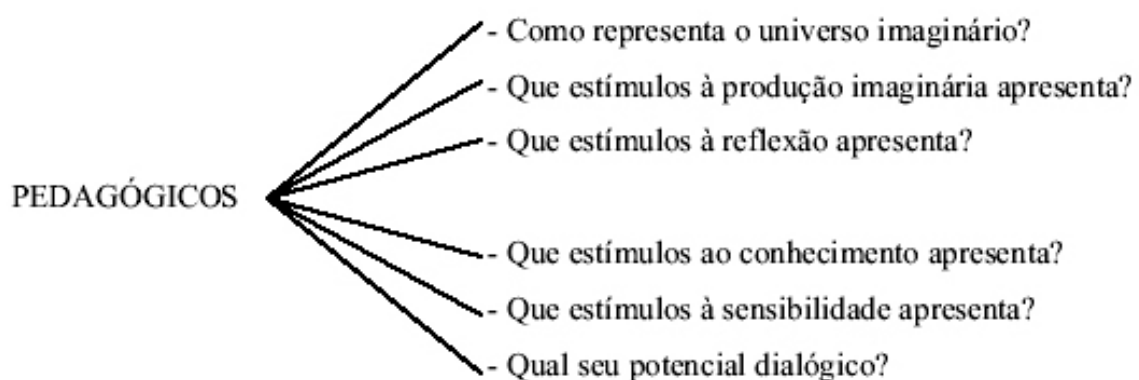 - Como representa o universo imaginário?
- Que estímulos à produção imaginária apresenta?
- Que estímulos à reflexão apresenta?
PEDAGÓGICOS
- Que estímulos ao conhecimento apresenta?
- Que estímulos à sensibilidade apresenta?
- Qual seu potencial dialógico?